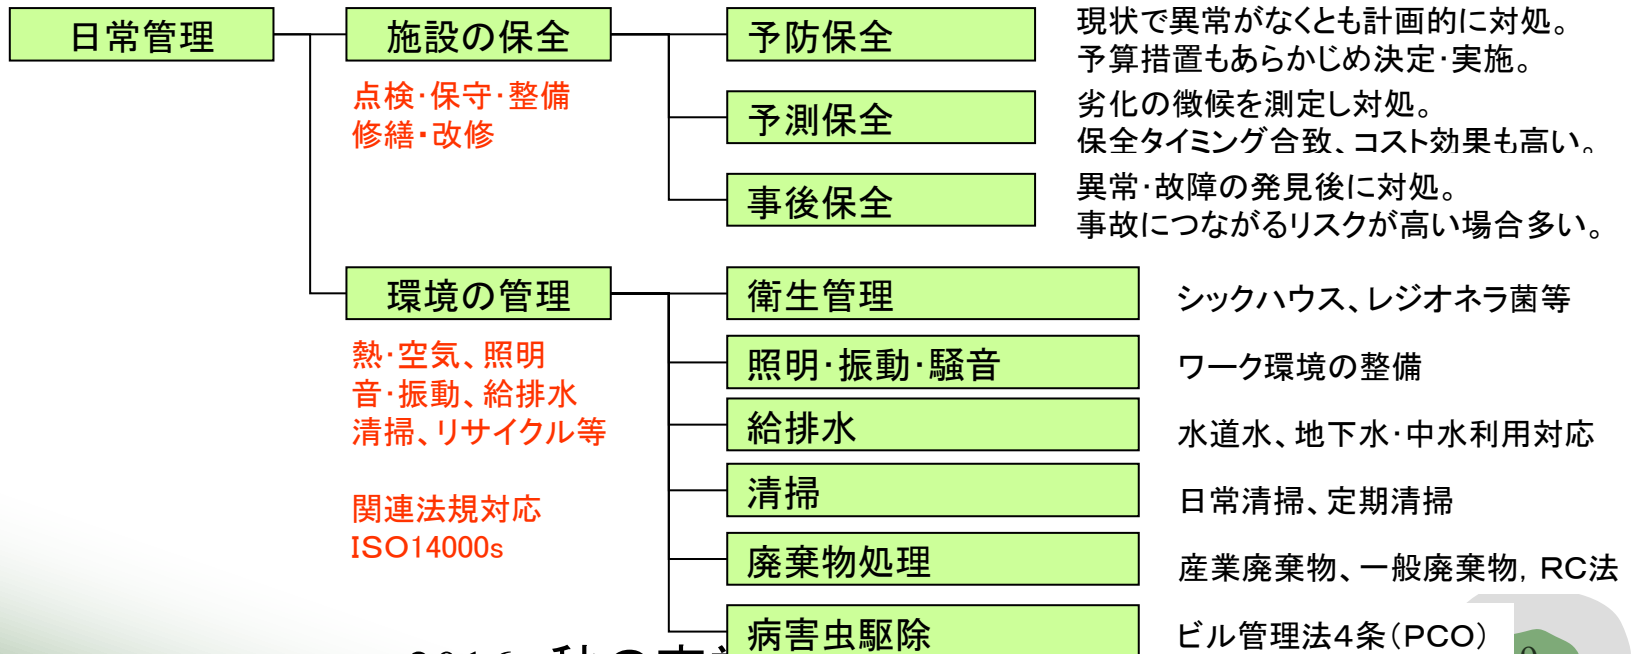 日常管理
施設の保全
点検・保守・整備
修繕・改修
予防保全
現状で異常がなくとも計画的に対処。
予算措置もあらかじめ決定・実施。
予測保全
劣化の徴候を測定し対処。
保全タイミング合致、コスト効果も高い。
事後保全
異常・故障の発見後に対処。
事故につながるリスクが高い場合多い。
環境の管理
熱・空気、照明
音・振動、給排水
清掃、リサイクル等
関連法規対応
ISO14000s
衛生管理
シックハウス、レジオネラ菌等
照明・振動・騒音
ワーク環境の整備
給排水
水道水、地下水・中水利用対応
清掃
日常清掃、定期清掃
廃棄物処理
産業廃棄物、一般廃棄物, RC法
病害虫駆除
ビル管理法4条(PCO)